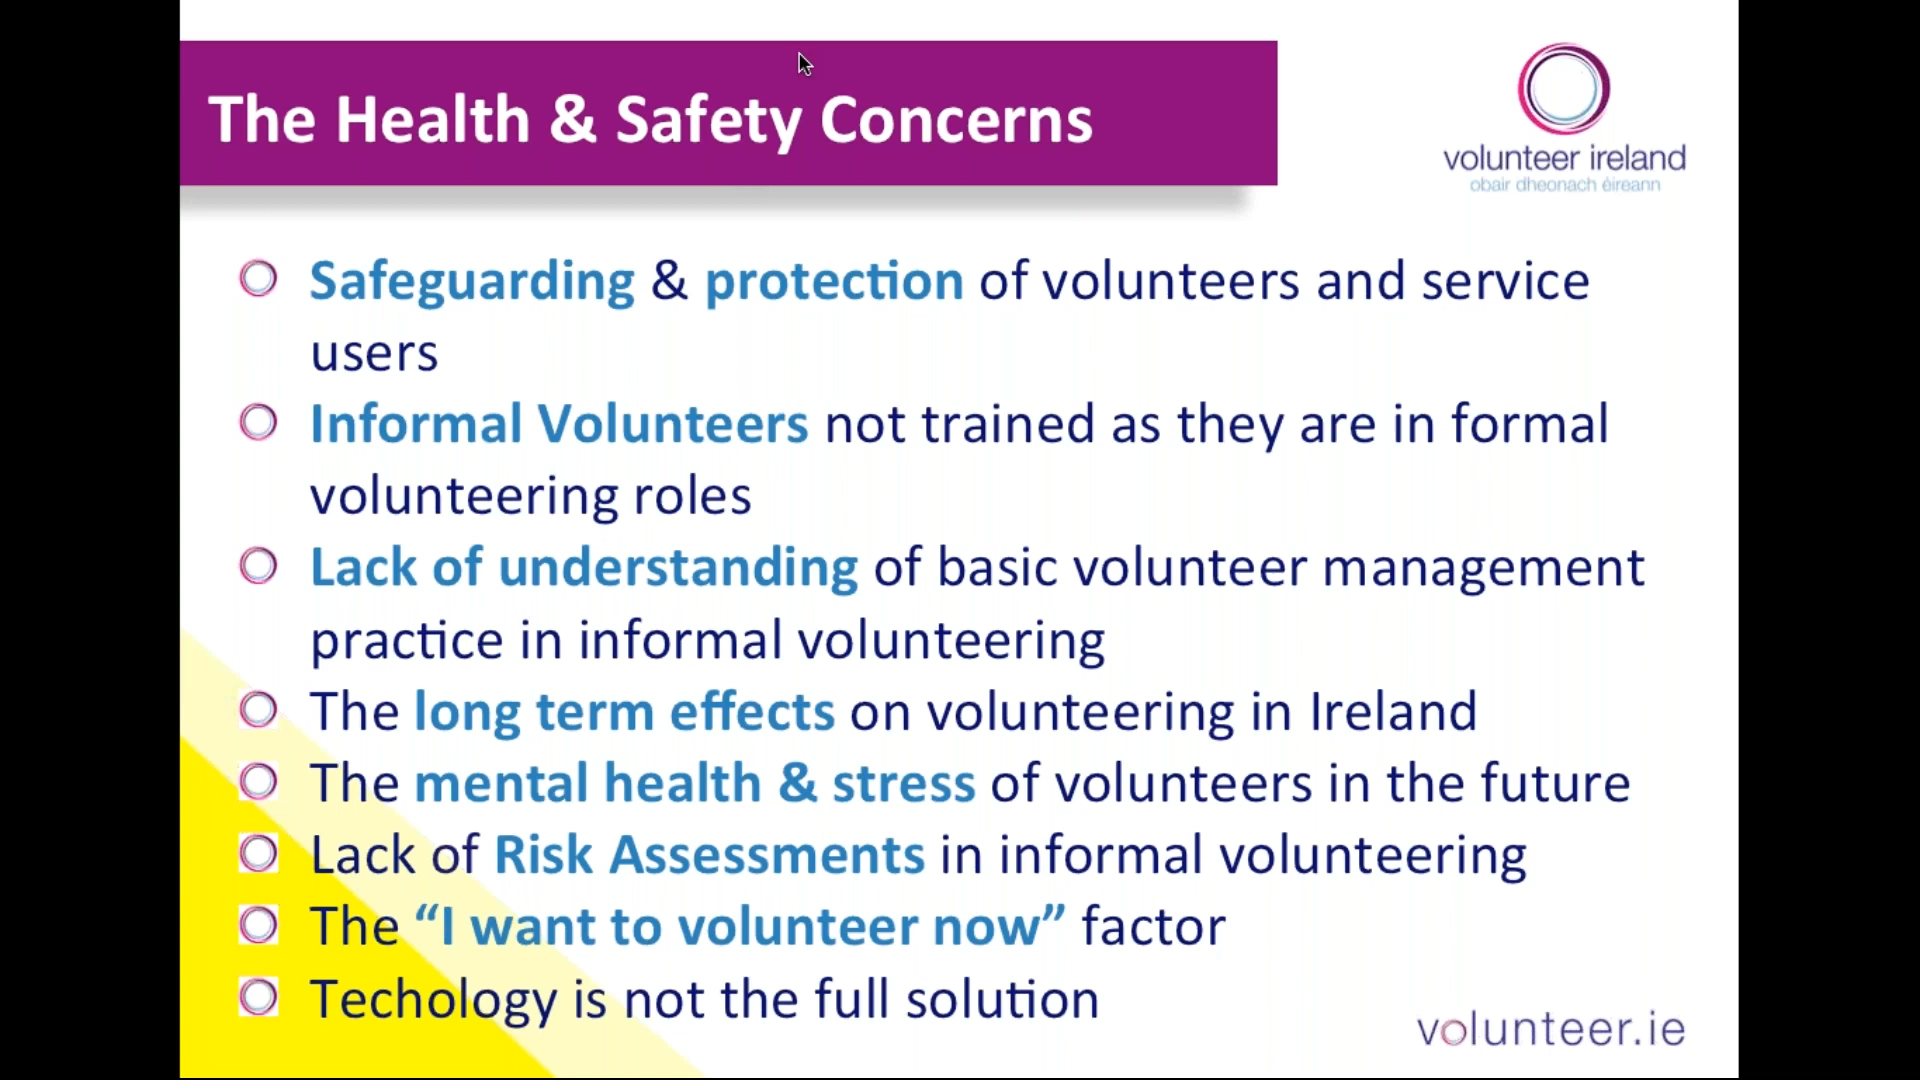 The Health & Safety Concerns
volunteer ireland
obair dheonach éireann
Safeguarding & protection of volunteers and service
users
Informal Volunteers not trained as they are in formal
volunteering roles
Lack of understanding of basic volunteer management
practice in informal volunteering
The long term effects on volunteering in Ireland
The mental health & stress of volunteers in the future
Lack of Risk Assessments in informal volunteering
The “I want to volunteer now” factor
Techology is not the full solution
volunteer.ie